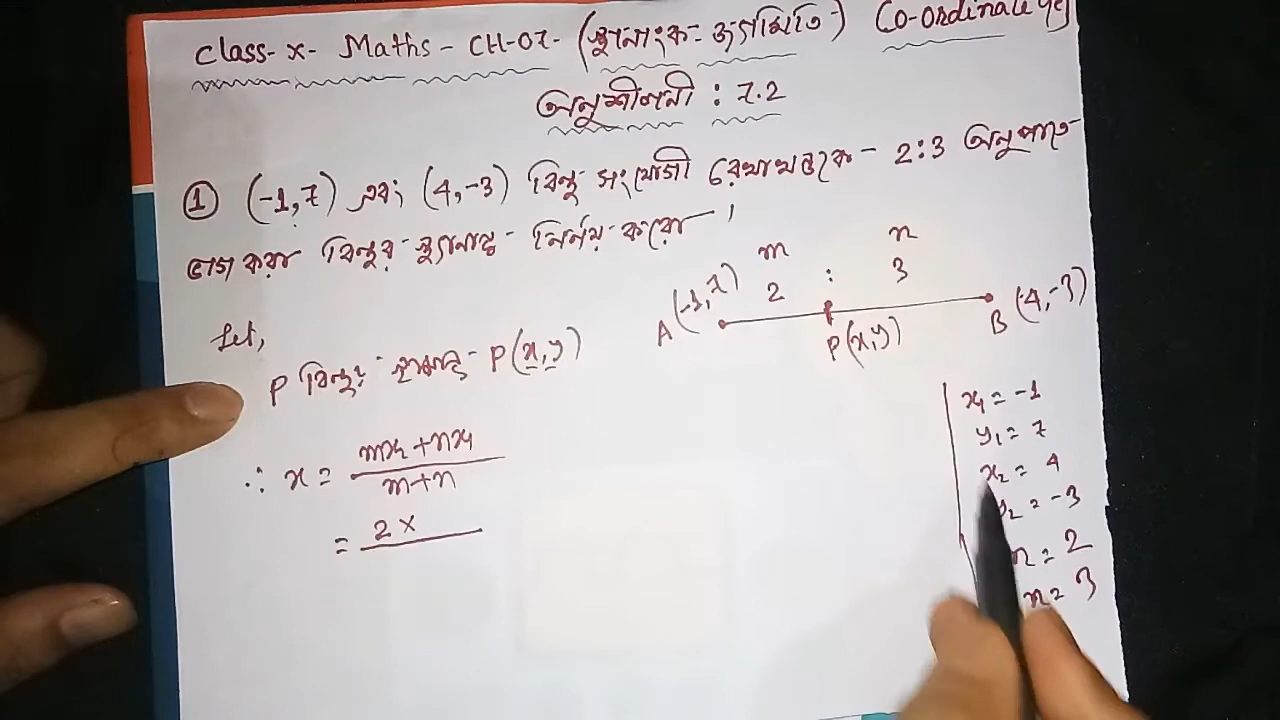 Class-X- Maths - CH-07- (স্থানাংক- জ্যামিতি) Co-ordinate
অনুশীলনী : 7.2
① (-1,7) এবং (4,-3) বিন্দু সংযোগী রেখাখণ্ডকে- 2:3 অনুপাতে
ভাগ করা বিন্দুর স্থানাঙ্ক নির্ণয় করো।
m n
2 : 3
A (-1,7) P(x,y) B (4,-3)
Let,
P বিন্দুর স্থানাঙ্ক- P(x,y)
∴ x = mx₂+nx₁ / m+n
= 2×
x₁ = -1
y₁ = 7
x₂ = 4
y₂ = -3
m = 2
n = 3